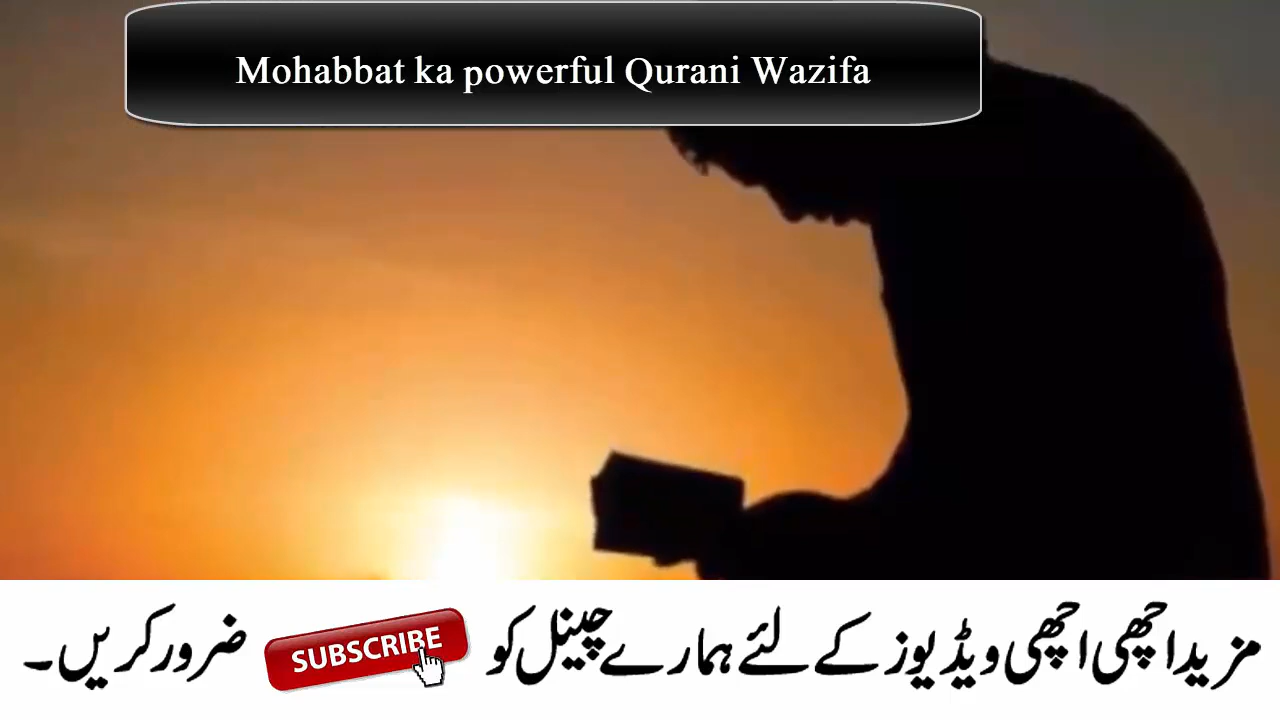 Mohabbat ka powerful Qurani Wazifa
مزید اچھی اچھی ویڈیوز کے لئے ہمارے چینل کو SUBSCRIBE ضرور کریں۔